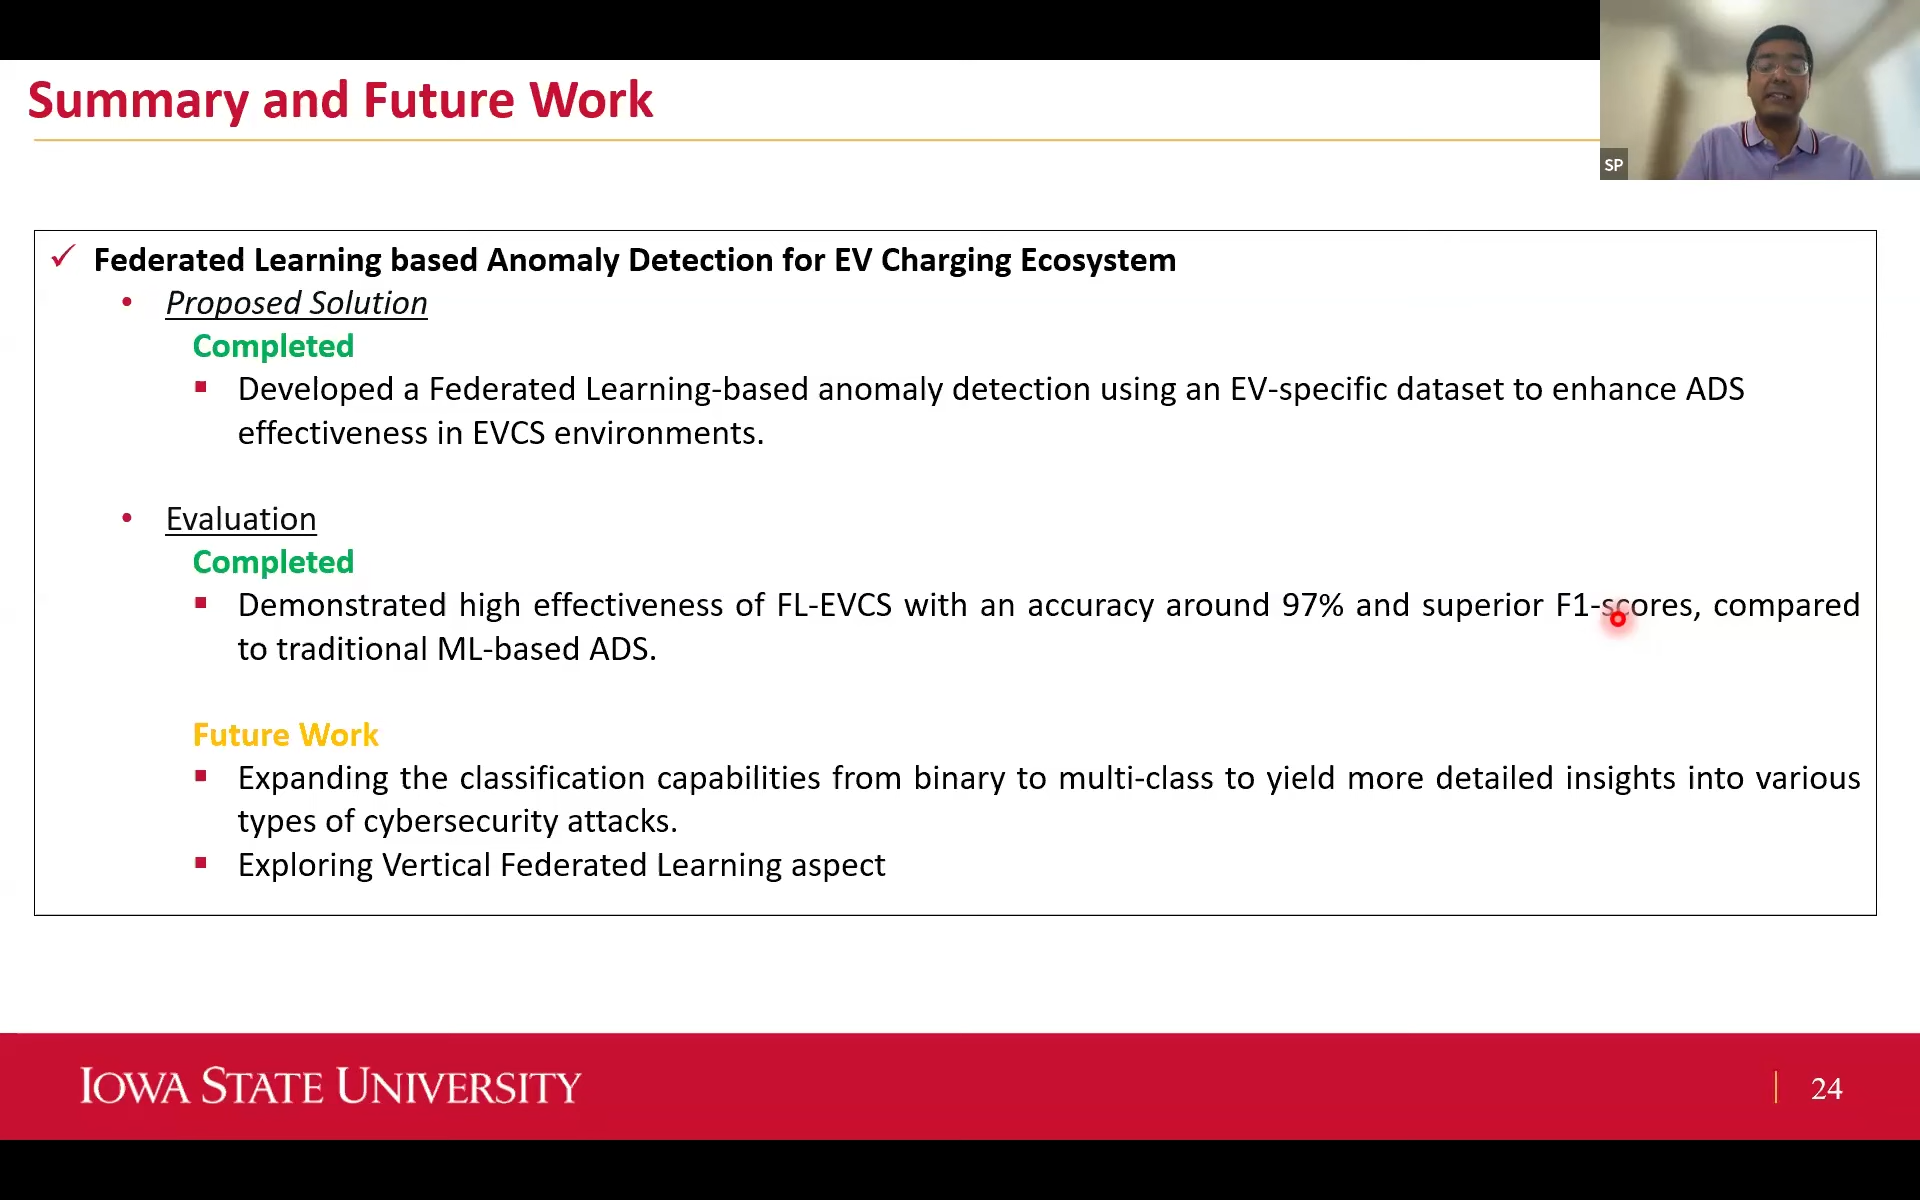 Summary and Future Work
SP
Federated Learning based Anomaly Detection for EV Charging Ecosystem
Proposed Solution
Completed
Developed a Federated Learning-based anomaly detection using an EV-specific dataset to enhance ADS
effectiveness in EVCS environments.
Evaluation
Completed
Demonstrated high effectiveness of FL-EVCS with an accuracy around 97% and superior F1-scores, compared
to traditional ML-based ADS.
Future Work
Expanding the classification capabilities from binary to multi-class to yield more detailed insights into various
types of cybersecurity attacks.
Exploring Vertical Federated Learning aspect
IOWA STATE UNIVERSITY
24